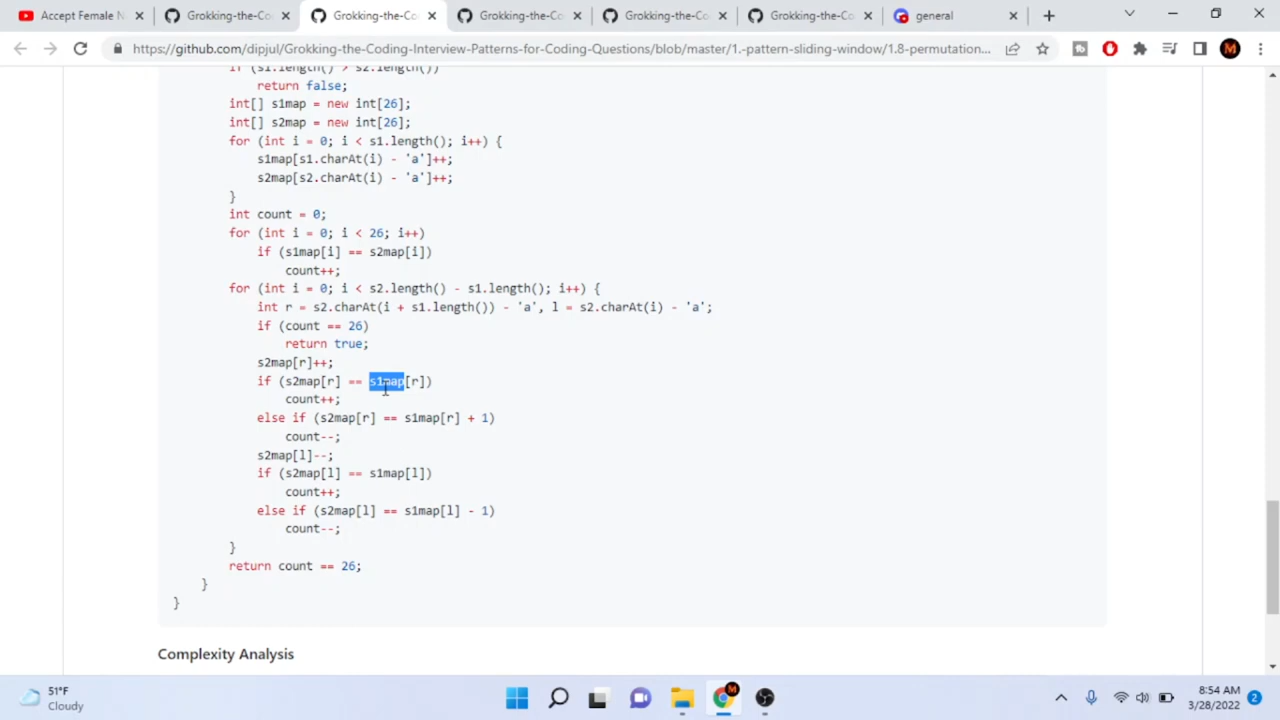 Accept Female N
Grokking-the-Co
Grokking-the-Co
Grokking-the-Co
Grokking-the-Co
Grokking-the-Co
general
https://github.com/dipjul/Grokking-the-Coding-Interview-Patterns-for-Coding-Questions/blob/master/1.-pattern-sliding-window/1.8-permutation...
if (s1.length() > s2.length())
return false;
int[] s1map = new int[26];
int[] s2map = new int[26];
for (int i = 0; i < s1.length(); i++) {
s1map[s1.charAt(i) - 'a']++;
s2map[s2.charAt(i) - 'a']++;
}
int count = 0;
for (int i = 0; i < 26; i++)
if (s1map[i] == s2map[i])
count++;
for (int i = 0; i < s2.length() - s1.length(); i++) {
int r = s2.charAt(i + s1.length()) - 'a', l = s2.charAt(i) - 'a';
if (count == 26)
return true;
s2map[r]++;
if (s2map[r] == s1map[r])
count++;
else if (s2map[r] == s1map[r] + 1)
count--;
s2map[l]--;
if (s2map[l] == s1map[l])
count++;
else if (s2map[l] == s1map[l] - 1)
count--;
}
return count == 26;
}
}
Complexity Analysis
51°F
Cloudy
8:54 AM
3/28/2022
2